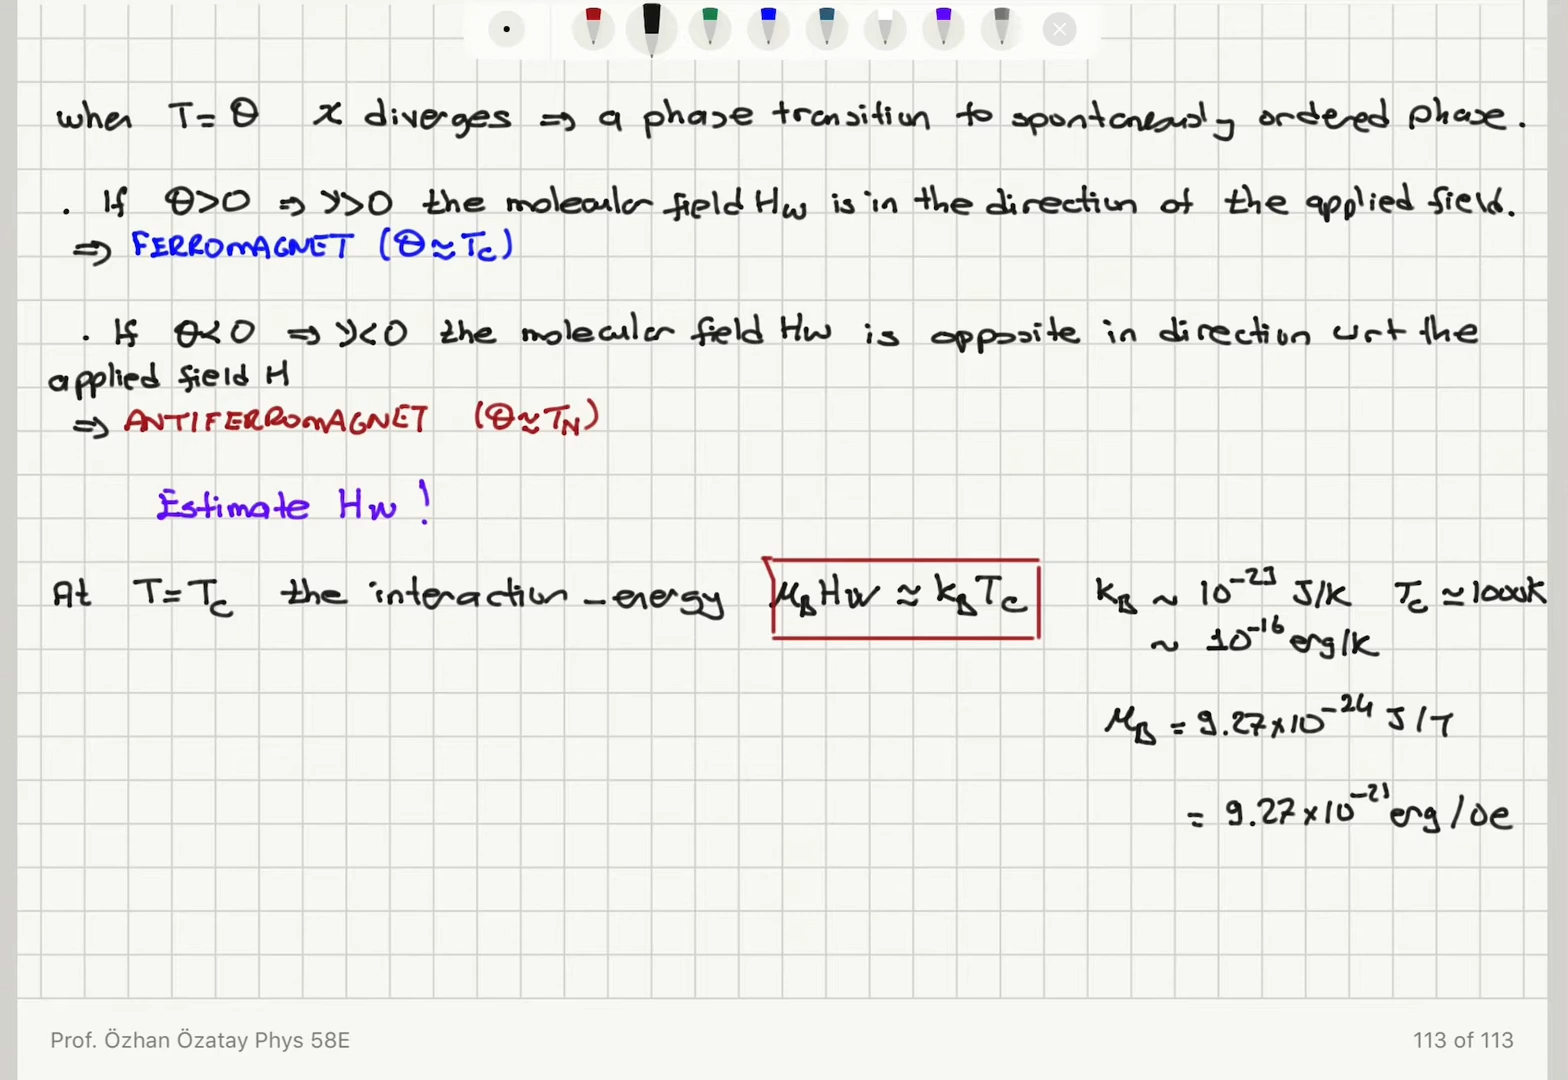 when T = θ χ diverges ⇒ a phase transition to spontaneously ordered phase.
. If θ>0 ⇒ γ>0 the molecular field Hw is in the direction of the applied field.
⇒ FERROMAGNET (θ ≈ Tc)
. If θ<0 ⇒ γ<0 the molecular field Hw is opposite in direction wrt the
applied field H
⇒ ANTIFERROMAGNET (θ ≈ TN)
Estimate Hw !
At T = Tc the interaction - energy μB Hw ≈ kB Tc kB ~ 10⁻²³ J/K Tc ≃ 1000K
~ 10⁻¹⁶ erg/K
μB = 9.27×10⁻²⁴ J/T
= 9.27×10⁻²¹ erg/Oe
Prof. Özhan Özatay Phys 58E
113 of 113